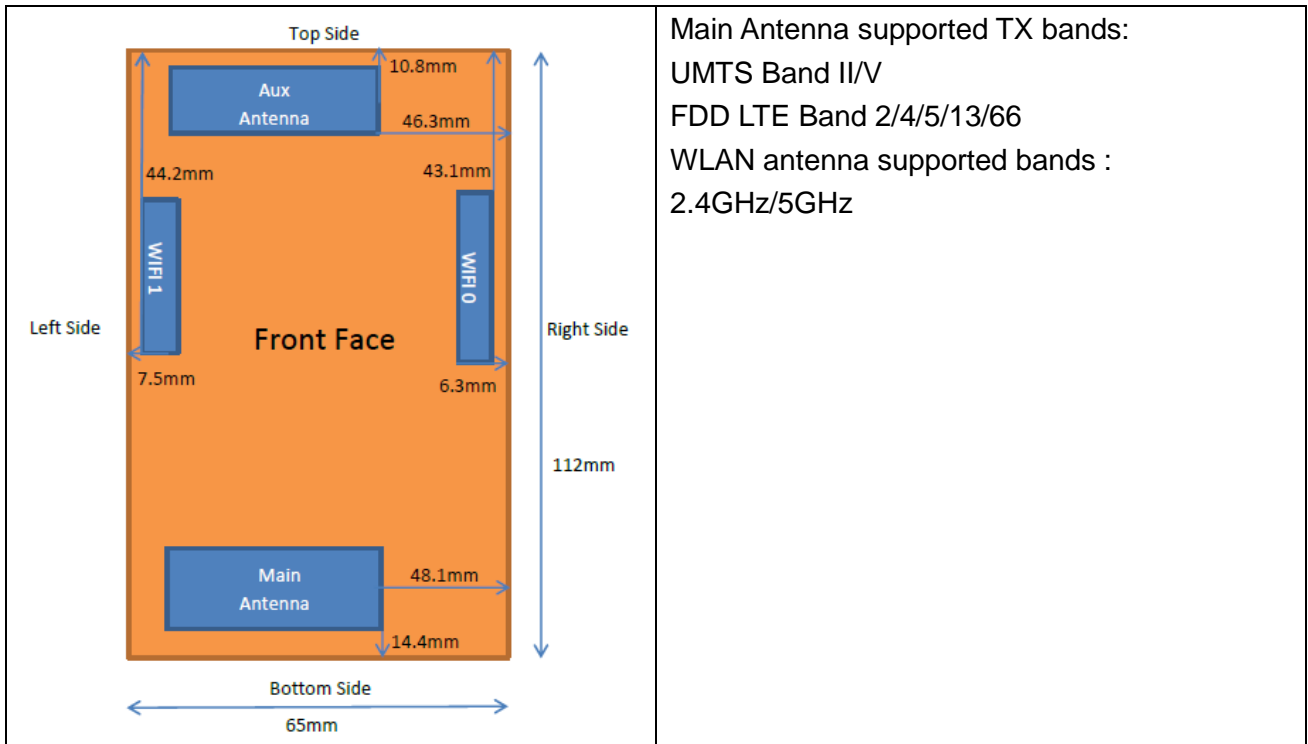 Top Side
10.8mm
Aux
Antenna
46.3mm
44.2mm
43.1mm
WIFI 1
WIFI 0
Left Side
Front Face
Right Side
7.5mm
6.3mm
112mm
Main
Antenna
48.1mm
14.4mm
Bottom Side
65mm
Main Antenna supported TX bands:
UMTS Band II/V
FDD LTE Band 2/4/5/13/66
WLAN antenna supported bands :
2.4GHz/5GHz